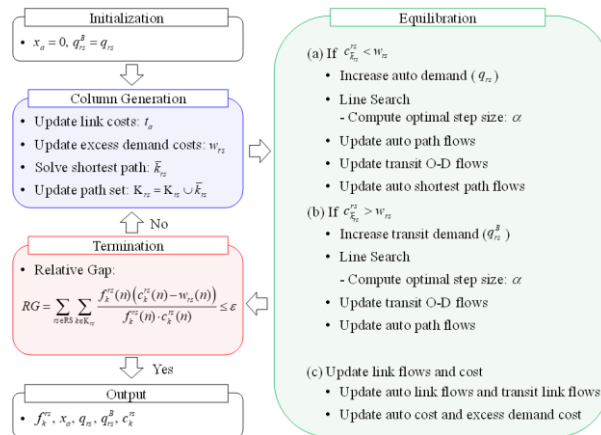 Initialization
• x_a = 0, q_rs^B = q_rs
Column Generation
• Update link costs: t_a
• Update excess demand costs: w_rs
• Solve shortest path: k̄_rs
• Update path set: K_rs = K_rs ∪ k̄_rs
No
Termination
• Relative Gap:
RG = ∑_{rs∈RS} ∑_{k∈K_rs} f_k^rs(n)(c_k^rs(n) − w_rs(n)) / f_k^rs(n)·c_k^rs(n) ≤ ε
Yes
Output
• f_k^rs, x_a, q_rs, q_rs^B, c_k^rs
Equilibration
(a) If c_{k̄_rs}^rs < w_rs
• Increase auto demand (q_rs)
• Line Search
- Compute optimal step size: α
• Update auto path flows
• Update transit O-D flows
• Update auto shortest path flows
(b) If c_{k̄_rs}^rs > w_rs
• Increase transit demand (q_rs^B)
• Line Search
- Compute optimal step size: α
• Update transit O-D flows
• Update auto path flows
(c) Update link flows and cost
• Update auto link flows and transit link flows
• Update auto cost and excess demand cost